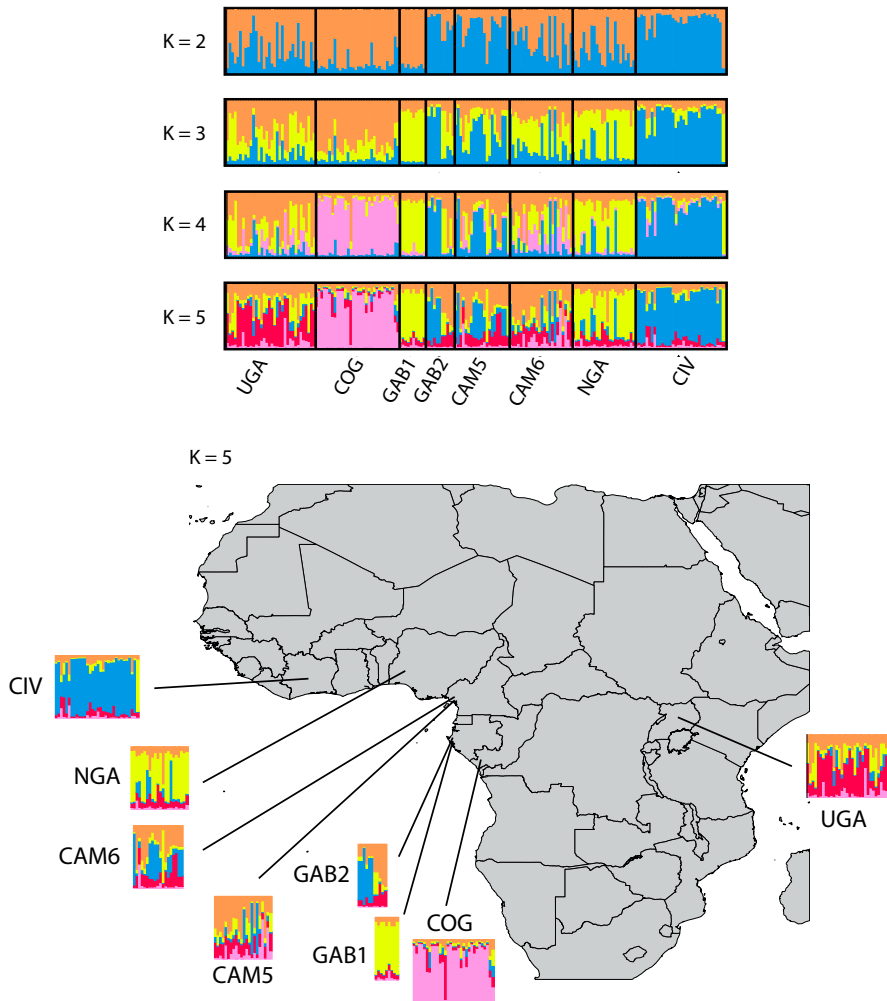 K = 2
K = 3
K = 4
K = 5
UGA
COG
GAB1
GAB2
CAM5
CAM6
NGA
CIV
K = 5
CIV
NGA
CAM6
CAM5
GAB2
GAB1
COG
UGA